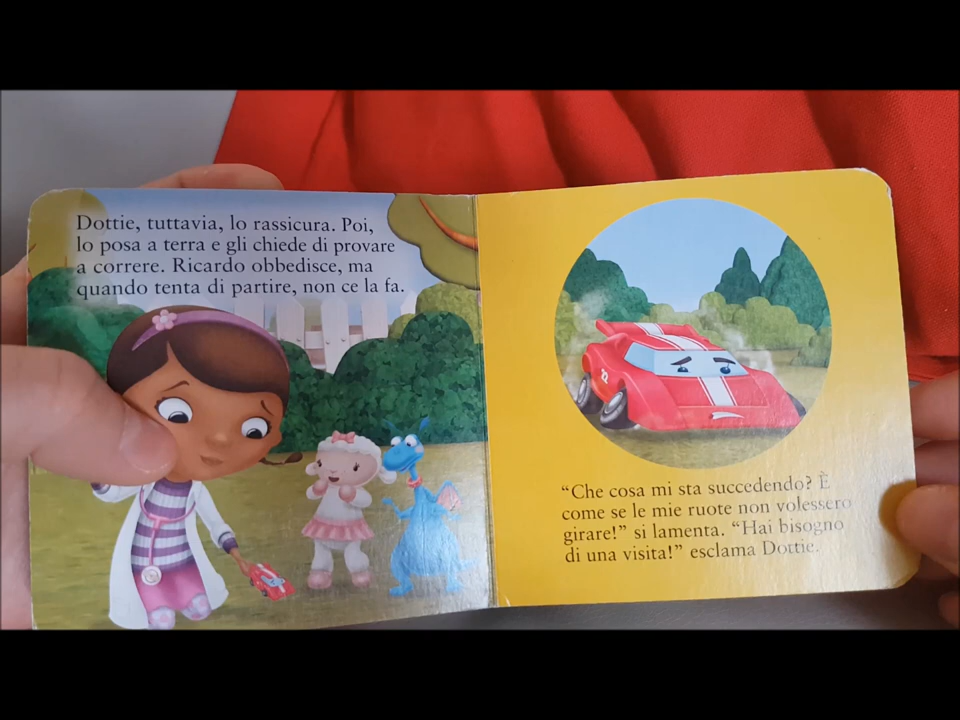 Dottie, tuttavia, lo rassicura. Poi,
lo posa a terra e gli chiede di provare
a correre. Ricardo obbedisce, ma
quando tenta di partire, non ce la fa.
“Che cosa mi sta succedendo? È
come se le mie ruote non volessero
girare!” si lamenta. “Hai bisogno
di una visita!” esclama Dottie.